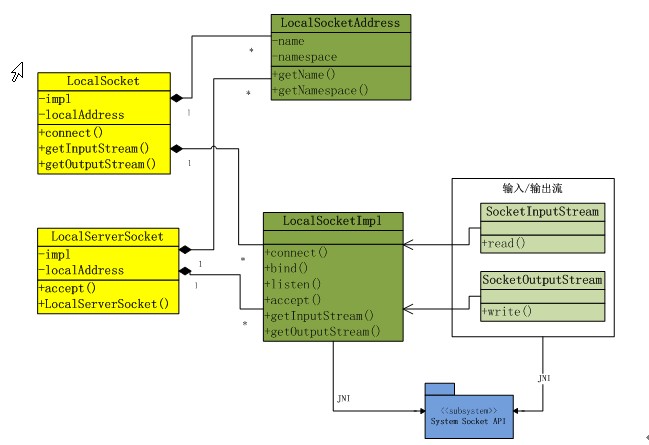 LocalSocketAddress
-name
-namespace
+getName()
+getNamespace()
*
*
LocalSocket
-impl
-localAddress
+connect()
+getInputStream()
+getOutputStream()
1
1
输入/输出流
SocketInputStream
+read()
SocketOutputStream
+write()
LocalSocketImpl
+connect()
+bind()
+listen()
+accept()
+getInputStream()
+getOutputStream()
LocalServerSocket
-impl
-localAddress
+accept()
+LocalServerSocket()
1
1
*
*
JNI
JNI
<<subsystem>>
System Socket API